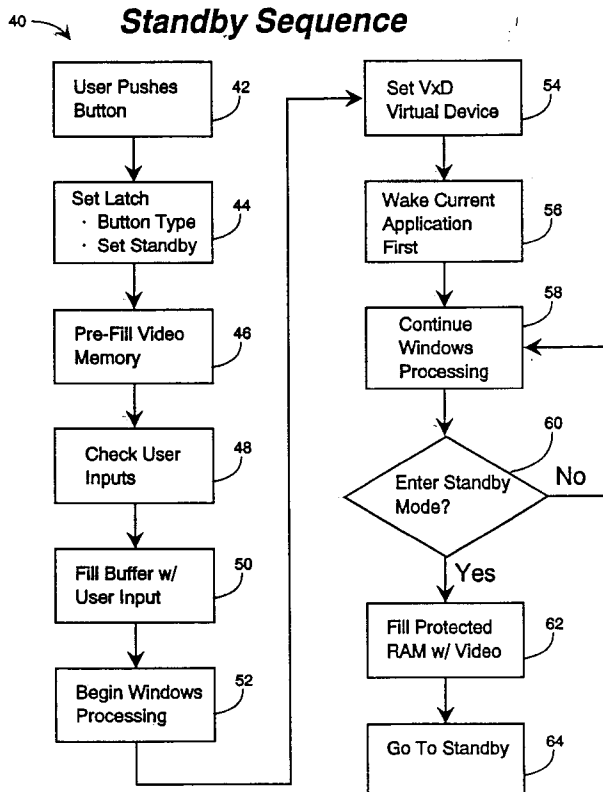 40
Standby Sequence
User Pushes
Button
42
Set Latch
· Button Type
· Set Standby
44
Pre-Fill Video
Memory
46
Check User
Inputs
48
Fill Buffer w/
User Input
50
Begin Windows
Processing
52
Set VxD
Virtual Device
54
Wake Current
Application
First
56
Continue
Windows
Processing
58
Enter Standby
Mode?
60
No
Yes
Fill Protected
RAM w/ Video
62
Go To Standby
64